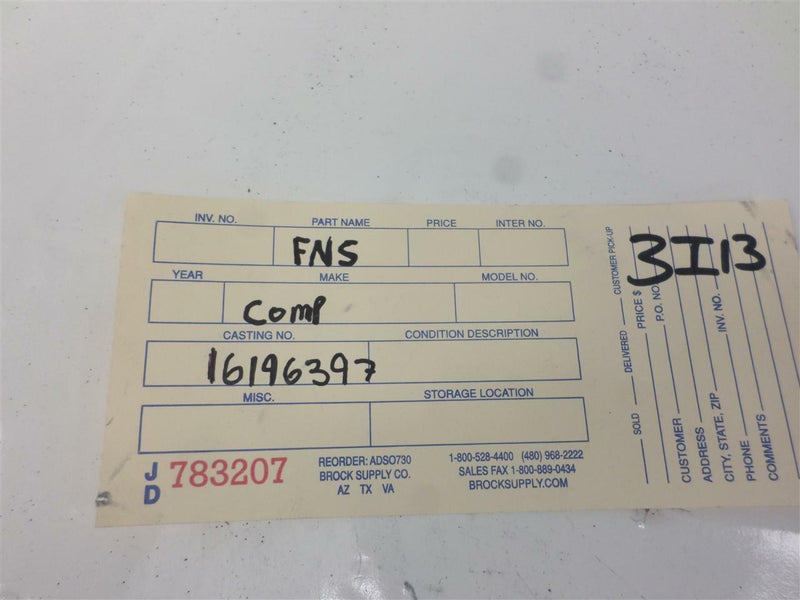 INV. NO. PART NAME PRICE INTER NO.
FNS
YEAR MAKE MODEL NO.
Comp
CASTING NO. CONDITION DESCRIPTION
16196397
MISC. STORAGE LOCATION
JD 783207
REORDER: ADSO730
BROCK SUPPLY CO.
AZ TX VA
1-800-528-4400 (480) 968-2222
SALES FAX 1-800-889-0434
BROCKSUPPLY.COM
3I13
SOLD DELIVERED CUSTOMER PICK-UP
PRICE $
P.O. NO.
CUSTOMER
ADDRESS
CITY, STATE, ZIP INV. NO.
PHONE
COMMENTS